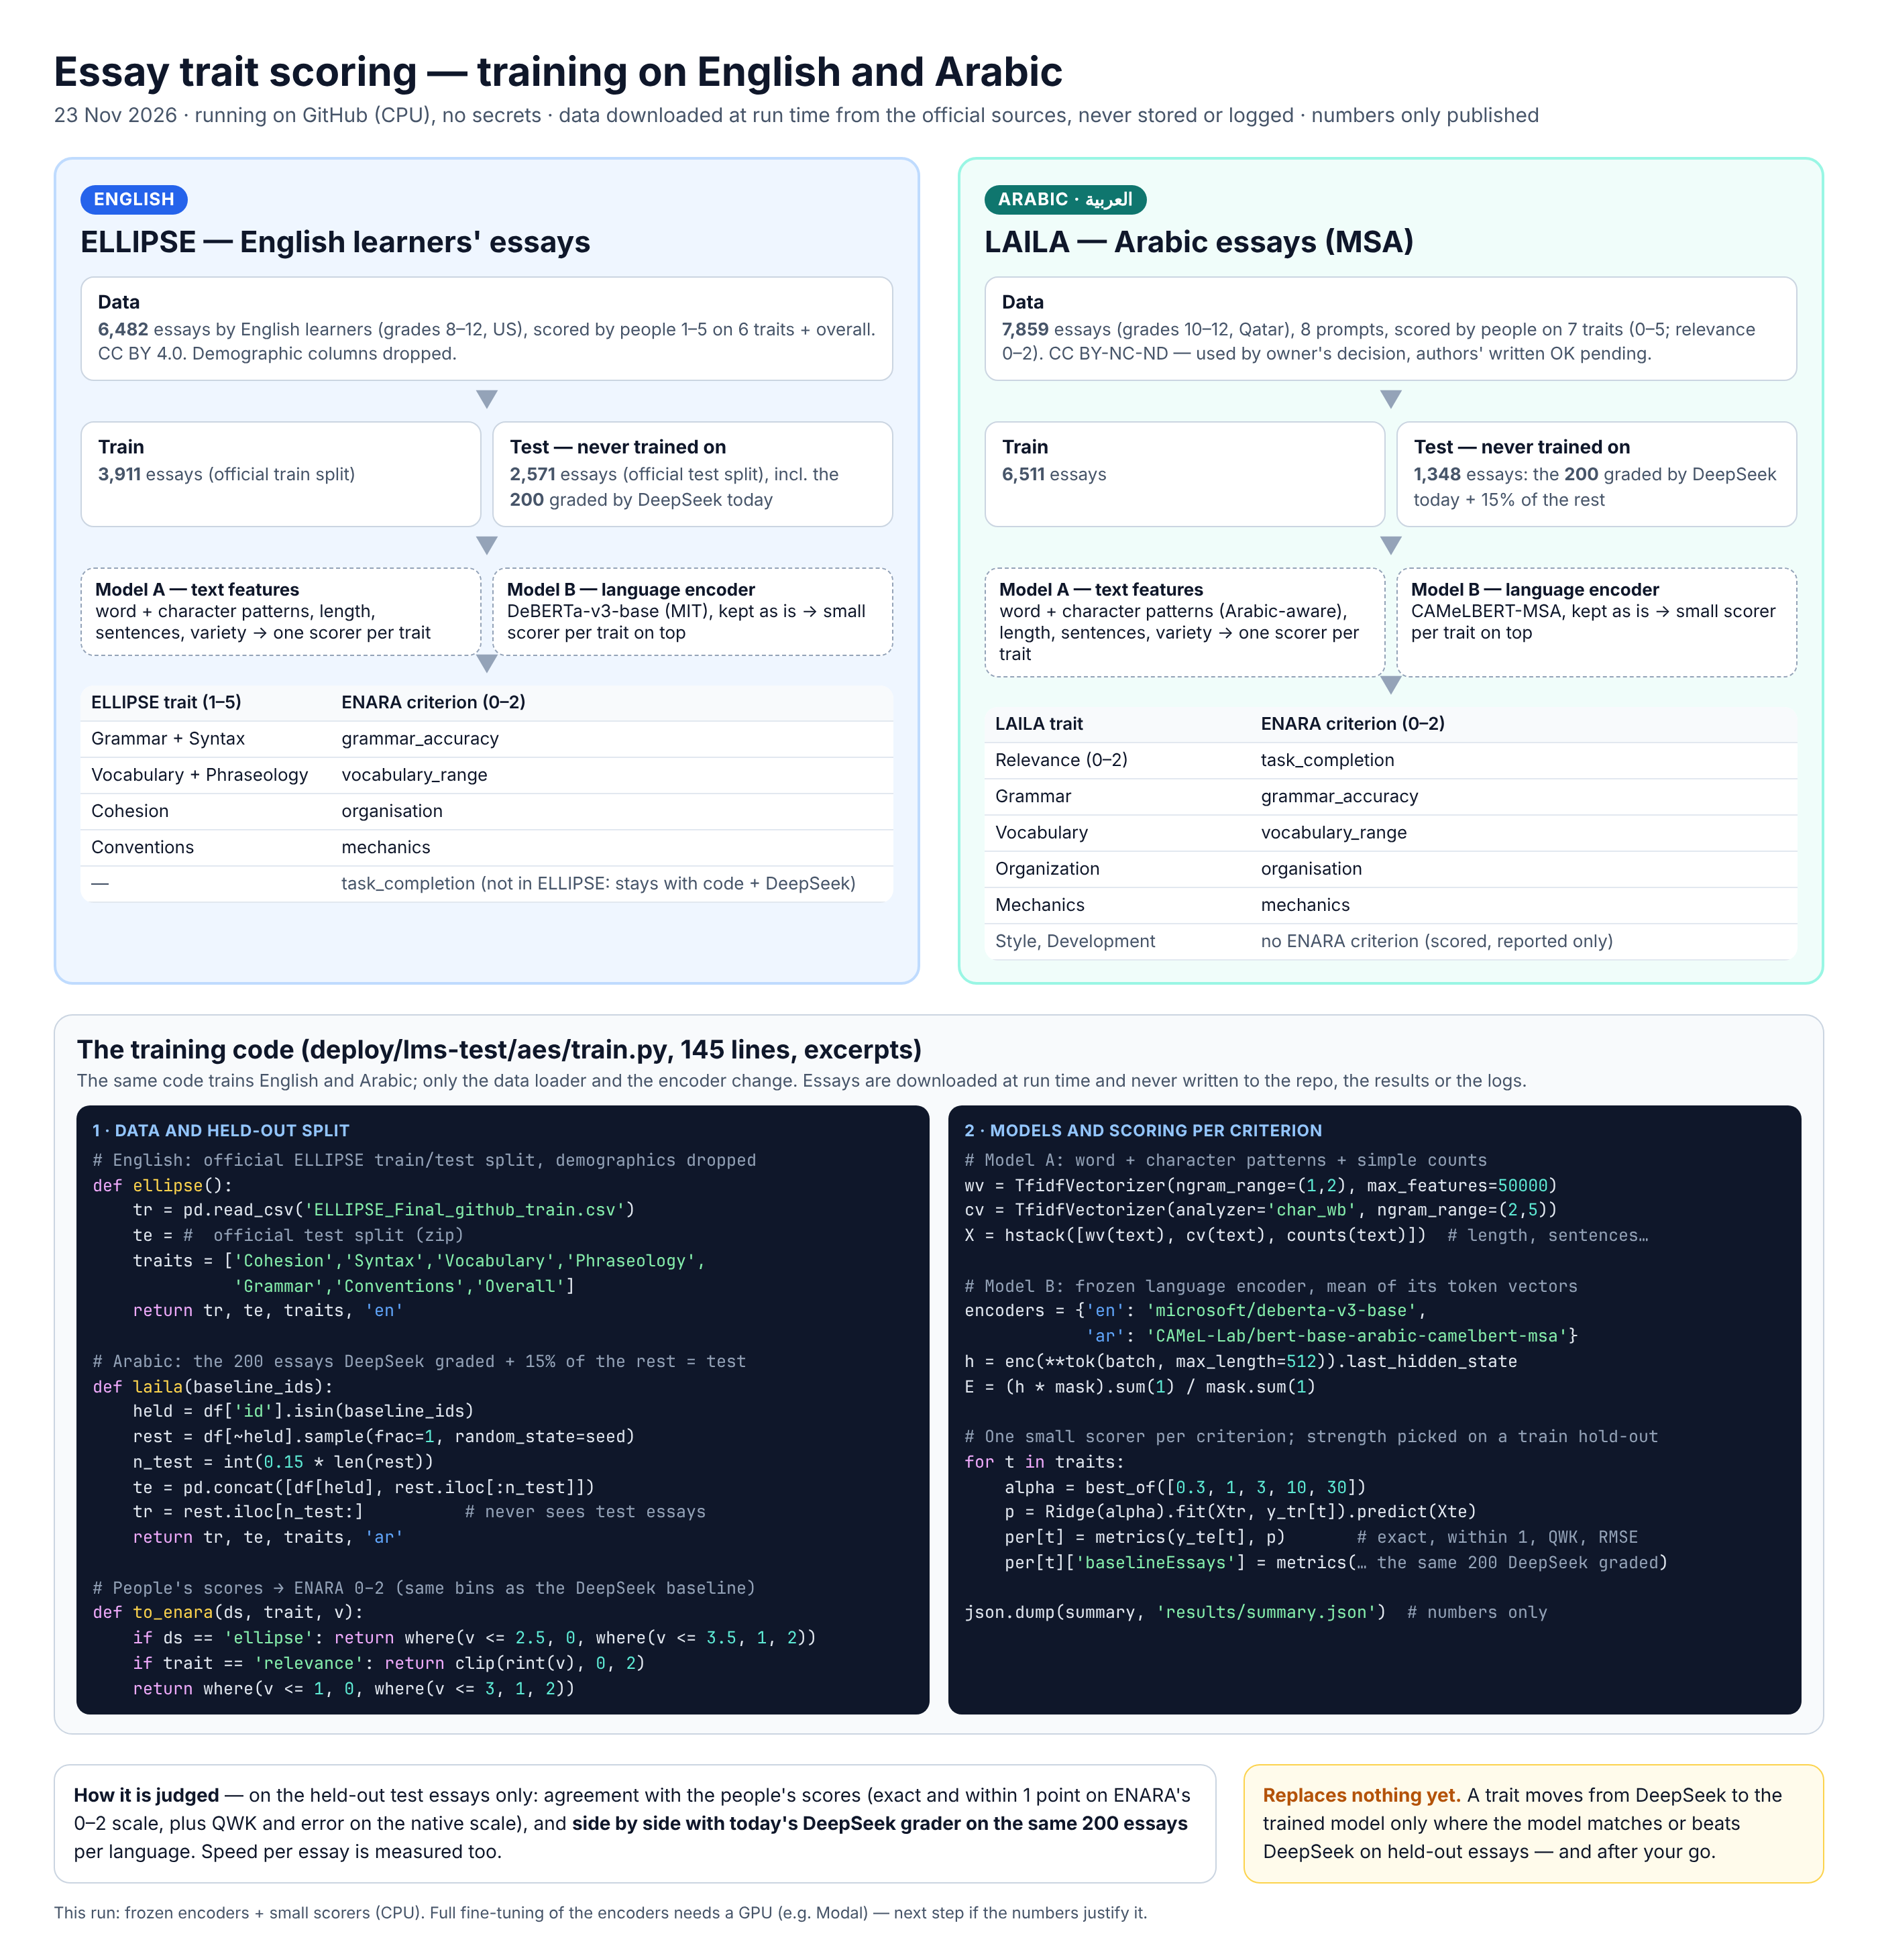 Essay trait scoring — training on English and Arabic
23 Nov 2026 · running on GitHub (CPU), no secrets · data downloaded at run time from the official sources, never stored or logged · numbers only published
ENGLISH
ELLIPSE — English learners' essays
Data
6,482 essays by English learners (grades 8–12, US), scored by people 1–5 on 6 traits + overall.
CC BY 4.0. Demographic columns dropped.
Train
3,911 essays (official train split)
Test — never trained on
2,571 essays (official test split), incl. the
200 graded by DeepSeek today
Model A — text features
word + character patterns, length,
sentences, variety → one scorer per trait
Model B — language encoder
DeBERTa-v3-base (MIT), kept as is → small
scorer per trait on top
ELLIPSE trait (1–5) ENARA criterion (0–2)
Grammar + Syntax grammar_accuracy
Vocabulary + Phraseology vocabulary_range
Cohesion organisation
Conventions mechanics
— task_completion (not in ELLIPSE: stays with code + DeepSeek)
ARABIC · العربية
LAILA — Arabic essays (MSA)
Data
7,859 essays (grades 10–12, Qatar), 8 prompts, scored by people on 7 traits (0–5; relevance
0–2). CC BY-NC-ND — used by owner's decision, authors' written OK pending.
Train
6,511 essays
Test — never trained on
1,348 essays: the 200 graded by DeepSeek
today + 15% of the rest
Model A — text features
word + character patterns (Arabic-aware),
length, sentences, variety → one scorer per
trait
Model B — language encoder
CAMeLBERT-MSA, kept as is → small scorer
per trait on top
LAILA trait ENARA criterion (0–2)
Relevance (0–2) task_completion
Grammar grammar_accuracy
Vocabulary vocabulary_range
Organization organisation
Mechanics mechanics
Style, Development no ENARA criterion (scored, reported only)
The training code (deploy/lms-test/aes/train.py, 145 lines, excerpts)
The same code trains English and Arabic; only the data loader and the encoder change. Essays are downloaded at run time and never written to the repo, the results or the logs.
1 · DATA AND HELD-OUT SPLIT
# English: official ELLIPSE train/test split, demographics dropped
def ellipse():
    tr = pd.read_csv('ELLIPSE_Final_github_train.csv')
    te = #  official test split (zip)
    traits = ['Cohesion','Syntax','Vocabulary','Phraseology',
              'Grammar','Conventions','Overall']
    return tr, te, traits, 'en'
# Arabic: the 200 essays DeepSeek graded + 15% of the rest = test
def laila(baseline_ids):
    held = df['id'].isin(baseline_ids)
    rest = df[~held].sample(frac=1, random_state=seed)
    n_test = int(0.15 * len(rest))
    te = pd.concat([df[held], rest.iloc[:n_test]])
    tr = rest.iloc[n_test:]          # never sees test essays
    return tr, te, traits, 'ar'
# People's scores → ENARA 0–2 (same bins as the DeepSeek baseline)
def to_enara(ds, trait, v):
    if ds == 'ellipse': return where(v <= 2.5, 0, where(v <= 3.5, 1, 2))
    if trait == 'relevance': return clip(rint(v), 0, 2)
    return where(v <= 1, 0, where(v <= 3, 1, 2))
2 · MODELS AND SCORING PER CRITERION
# Model A: word + character patterns + simple counts
wv = TfidfVectorizer(ngram_range=(1,2), max_features=50000)
cv = TfidfVectorizer(analyzer='char_wb', ngram_range=(2,5))
X = hstack([wv(text), cv(text), counts(text)])  # length, sentences…
# Model B: frozen language encoder, mean of its token vectors
encoders = {'en': 'microsoft/deberta-v3-base',
            'ar': 'CAMeL-Lab/bert-base-arabic-camelbert-msa'}
h = enc(**tok(batch, max_length=512)).last_hidden_state
E = (h * mask).sum(1) / mask.sum(1)
# One small scorer per criterion; strength picked on a train hold-out
for t in traits:
    alpha = best_of([0.3, 1, 3, 10, 30])
    p = Ridge(alpha).fit(Xtr, y_tr[t]).predict(Xte)
    per[t] = metrics(y_te[t], p)       # exact, within 1, QWK, RMSE
    per[t]['baselineEssays'] = metrics(… the same 200 DeepSeek graded)
json.dump(summary, 'results/summary.json')  # numbers only
How it is judged — on the held-out test essays only: agreement with the people's scores (exact and within 1 point on ENARA's
0–2 scale, plus QWK and error on the native scale), and side by side with today's DeepSeek grader on the same 200 essays
per language. Speed per essay is measured too.
Replaces nothing yet. A trait moves from DeepSeek to the
trained model only where the model matches or beats
DeepSeek on held-out essays — and after your go.
This run: frozen encoders + small scorers (CPU). Full fine-tuning of the encoders needs a GPU (e.g. Modal) — next step if the numbers justify it.